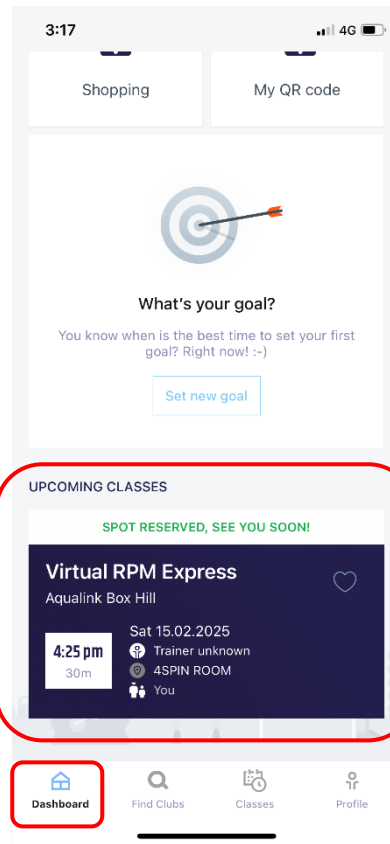 3:17
4G
Shopping
My QR code
What's your goal?
You know when is the best time to set your first
goal? Right now! :-)
Set new goal
UPCOMING CLASSES
SPOT RESERVED, SEE YOU SOON!
Virtual RPM Express
Aqualink Box Hill
Sat 15.02.2025
4:25 pm
Trainer unknown
30m
4SPIN ROOM
You
Dashboard
Find Clubs
Classes
Profile